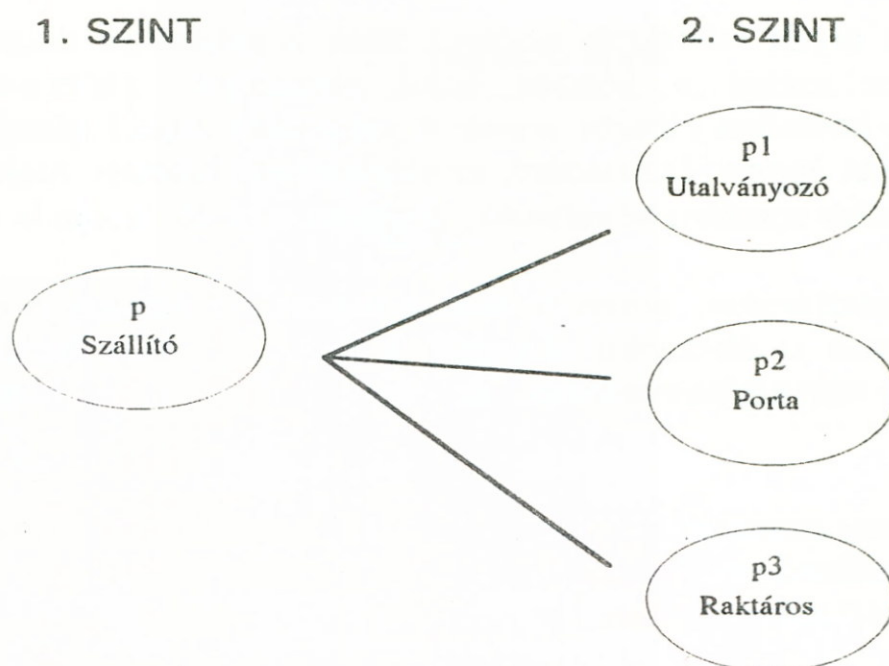 1. SZINT
2. SZINT
p
Szállító
p1
Utalványozó
p2
Porta
p3
Raktáros